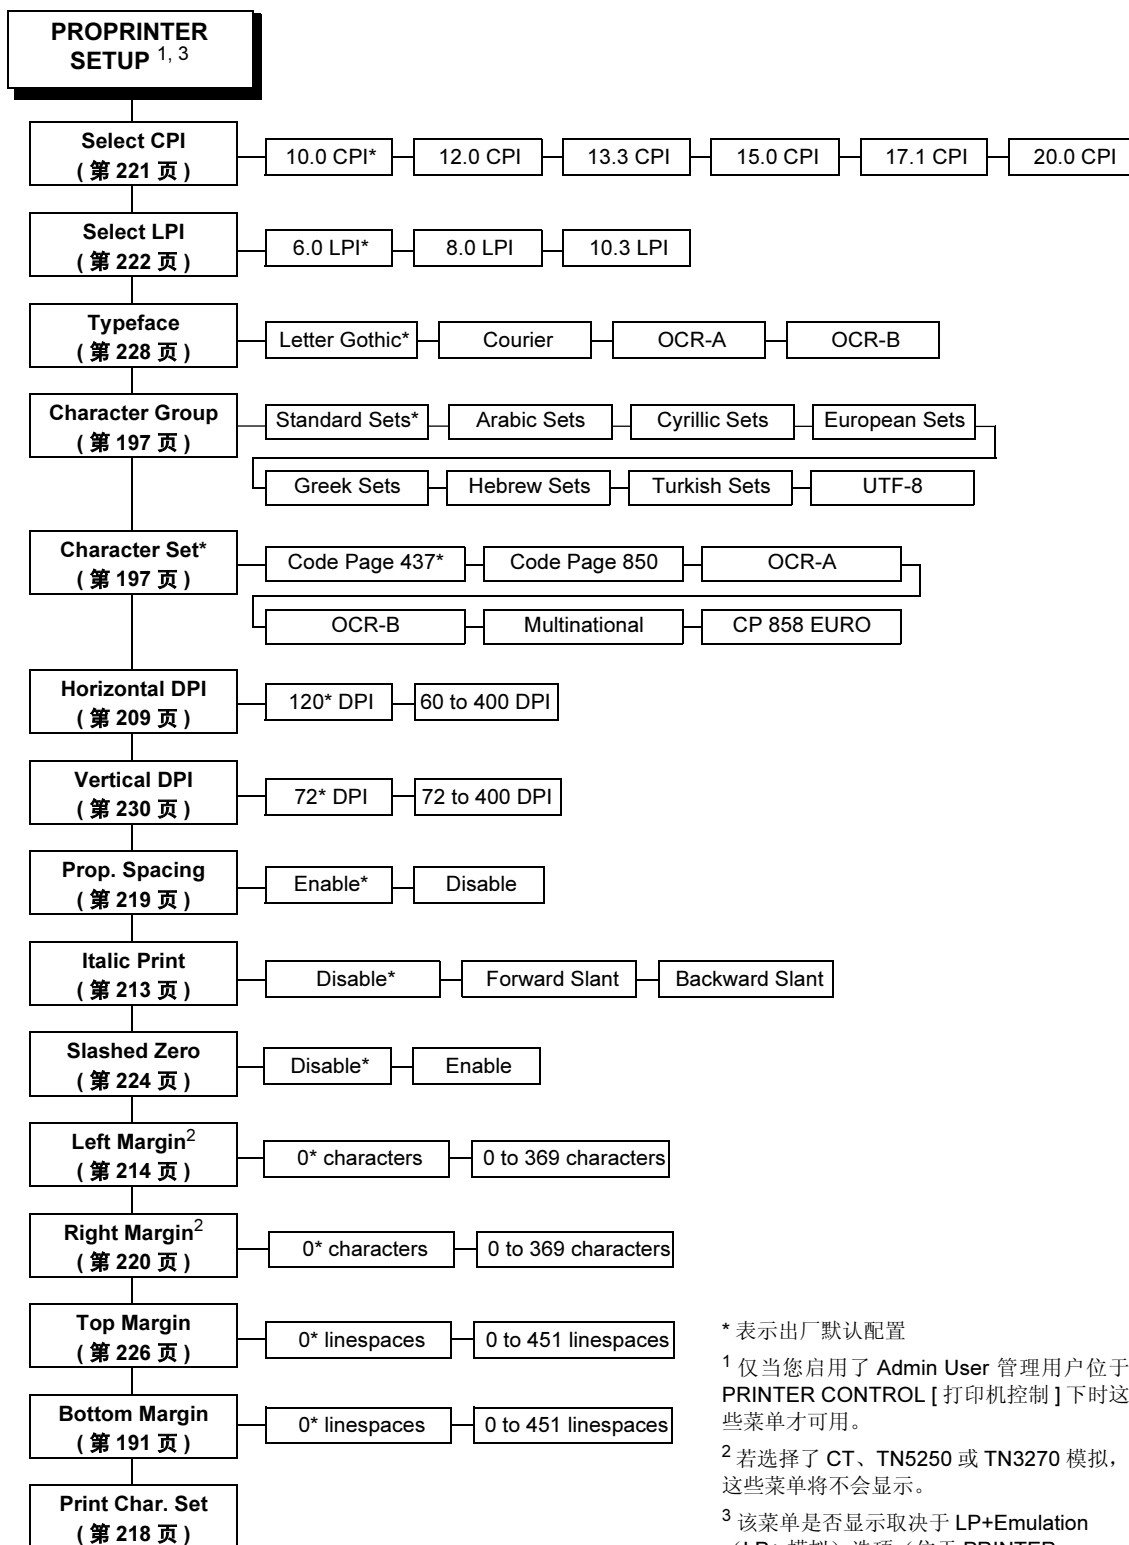 PROPRINTER
SETUP 1, 3
Select CPI
( 第 221 页 )
10.0 CPI*
12.0 CPI
13.3 CPI
15.0 CPI
17.1 CPI
20.0 CPI
Select LPI
( 第 222 页 )
6.0 LPI*
8.0 LPI
10.3 LPI
Typeface
( 第 228 页 )
Letter Gothic*
Courier
OCR-A
OCR-B
Character Group
( 第 197 页 )
Standard Sets*
Arabic Sets
Cyrillic Sets
European Sets
Greek Sets
Hebrew Sets
Turkish Sets
UTF-8
Character Set*
( 第 197 页 )
Code Page 437*
Code Page 850
OCR-A
OCR-B
Multinational
CP 858 EURO
Horizontal DPI
( 第 209 页 )
120* DPI
60 to 400 DPI
Vertical DPI
( 第 230 页 )
72* DPI
72 to 400 DPI
Prop. Spacing
( 第 219 页 )
Enable*
Disable
Italic Print
( 第 213 页 )
Disable*
Forward Slant
Backward Slant
Slashed Zero
( 第 224 页 )
Disable*
Enable
Left Margin2
( 第 214 页 )
0* characters
0 to 369 characters
Right Margin2
( 第 220 页 )
0* characters
0 to 369 characters
Top Margin
( 第 226 页 )
0* linespaces
0 to 451 linespaces
Bottom Margin
( 第 191 页 )
0* linespaces
0 to 451 linespaces
Print Char. Set
( 第 218 页 )
* 表示出厂默认配置
1 仅当您启用了 Admin User 管理用户位于
PRINTER CONTROL [ 打印机控制 ] 下时这
些菜单才可用。
2 若选择了 CT、TN5250 或 TN3270 模拟，
这些菜单将不会显示。
3 该菜单是否显示取决于 LP+Emulation
（LP+ 模拟）选项（位于 PRINTER